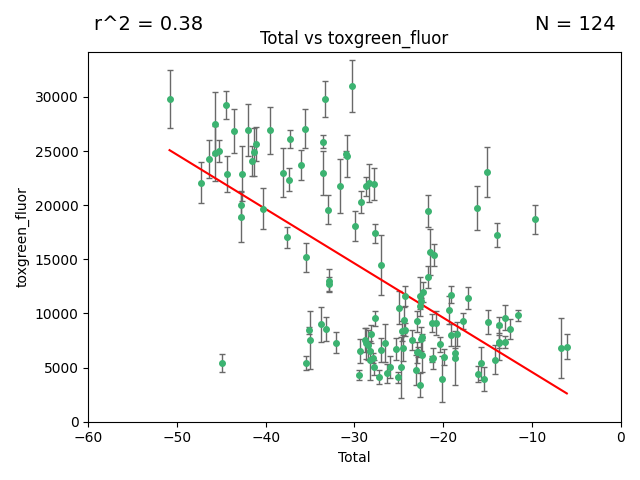 r^2 = 0.38
N = 124
Total vs toxgreen_fluor
toxgreen_fluor
30000
25000
20000
15000
10000
5000
0
−60
−50
−40
−30
−20
−10
0
Total